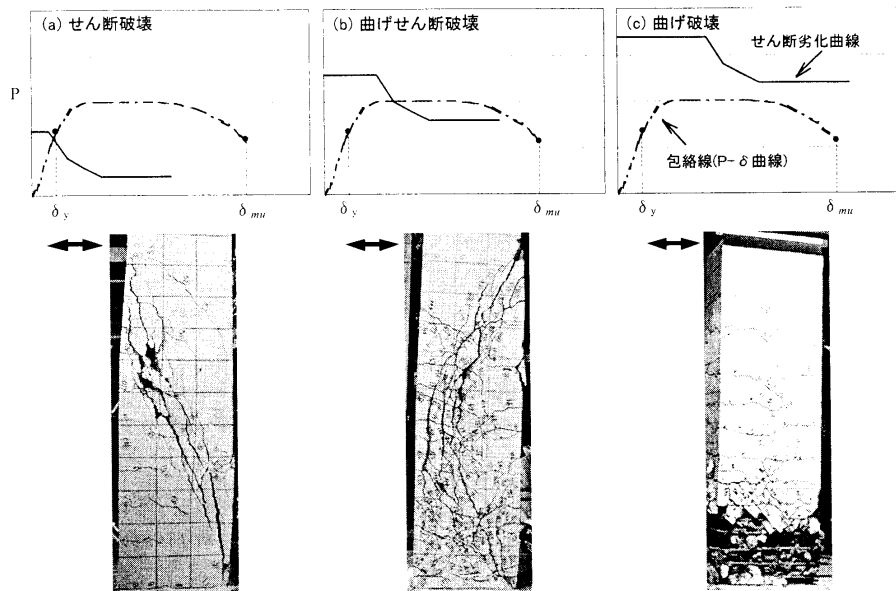 (a) せん断破壊
(b) 曲げせん断破壊
(c) 曲げ破壊
せん断劣化曲線
P
包絡線(P-δ曲線)
δy
δmu
δy
δmu
δy
δmu